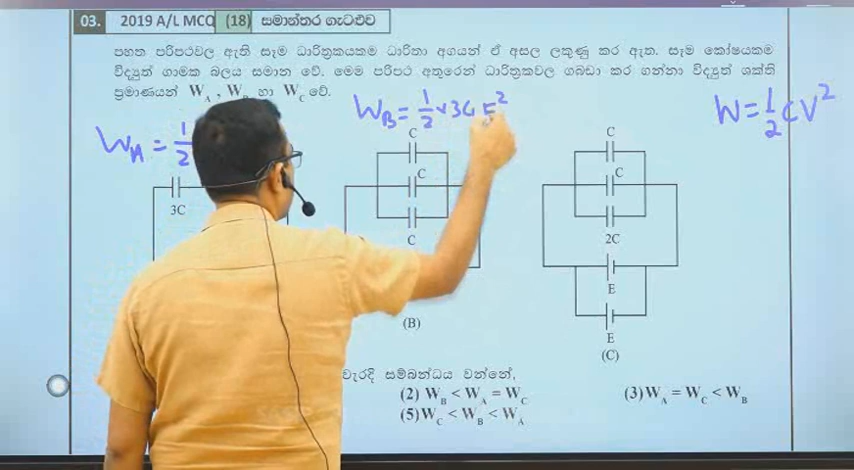 03. 2019 A/L MCQ (18) සමාන්තර ගැටළුව
පහත පරිපථවල ඇති සෑම ධාරිත්‍රකයකම ධාරිතා අගයන් ඒ අසල ලකුණු කර ඇත. සෑම කෝෂයකම
විද්‍යුත් ගාමක බලය සමාන වේ. මෙම පරිපථ අතුරෙන් ධාරිත්‍රකවල ගබඩා කර ගන්නා විද්‍යුත් ශක්ති
ප්‍රමාණයන් W_A , W_B හා W_C වේ.
W_A = 1/2
W_B = 1/2 × 3C E²
W = 1/2 CV²
3C
C
C
C
(B)
C
C
2C
E
E
(C)
වැරදි සම්බන්ධය වන්නේ,
(2) W_B < W_A = W_C
(3) W_A = W_C < W_B
(5) W_C < W_B < W_A